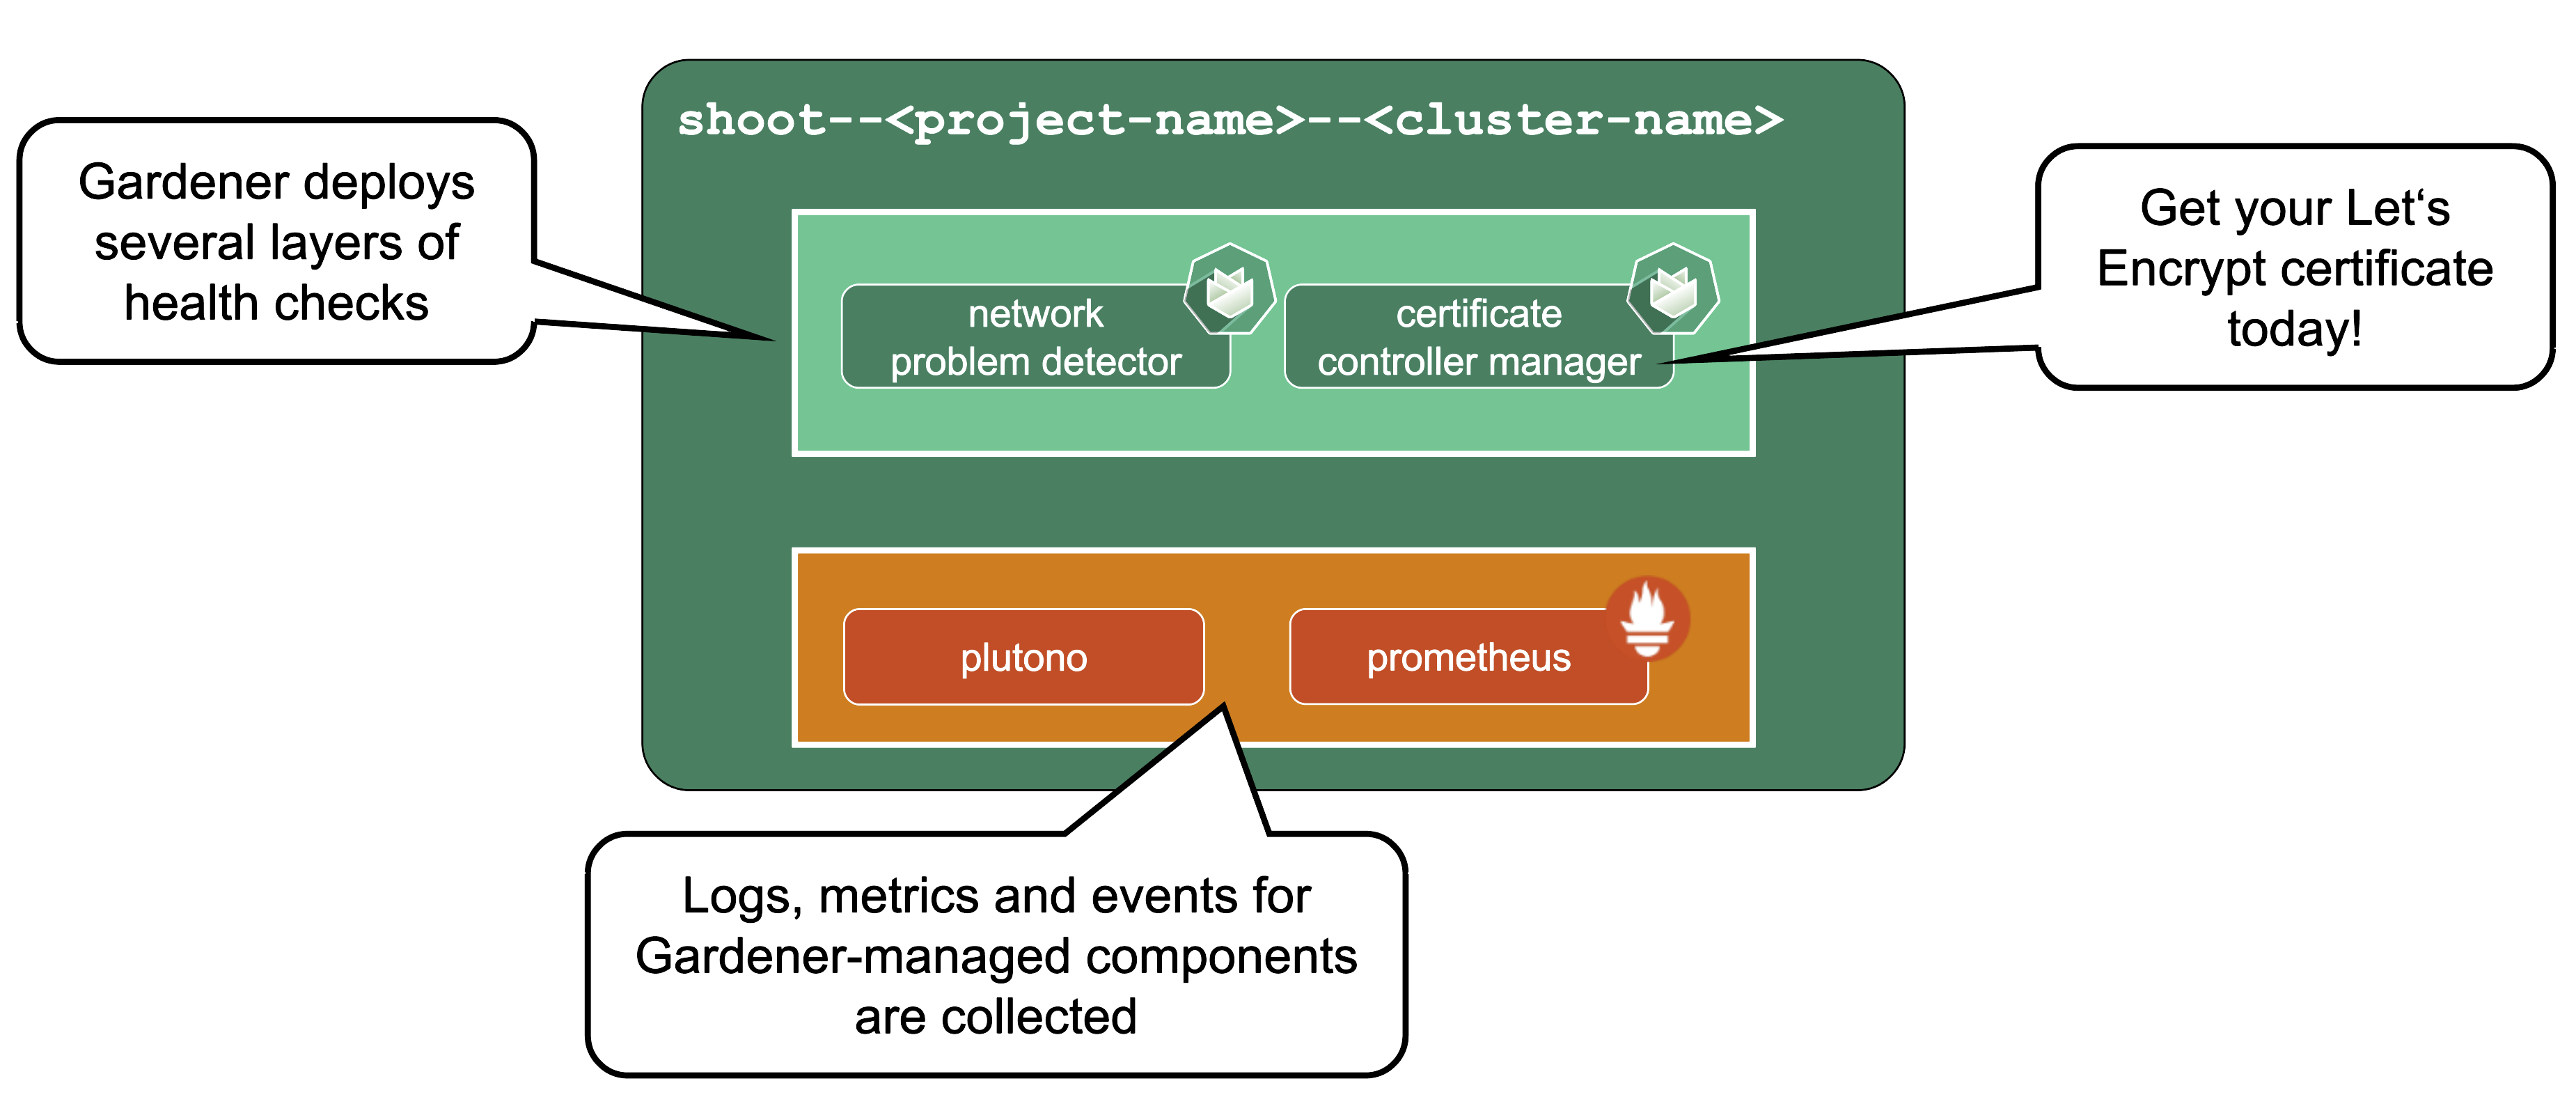 shoot--<project-name>--<cluster-name>
Gardener deploys
several layers of
health checks
Get your Let‘s
Encrypt certificate
today!
network
problem detector
certificate
controller manager
plutono
prometheus
Logs, metrics and events for
Gardener-managed components
are collected